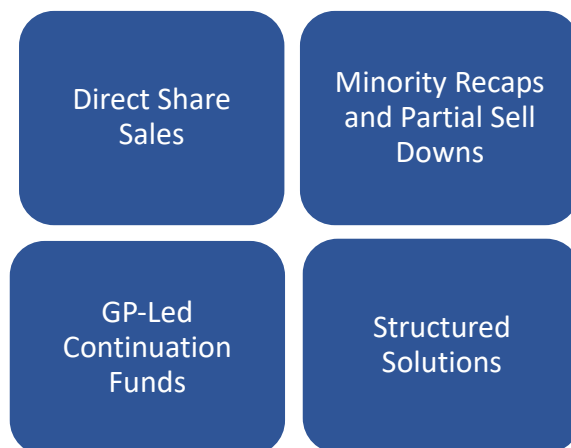 Direct Share
Sales
Minority Recaps
and Partial Sell
Downs
GP-Led
Continuation
Funds
Structured
Solutions